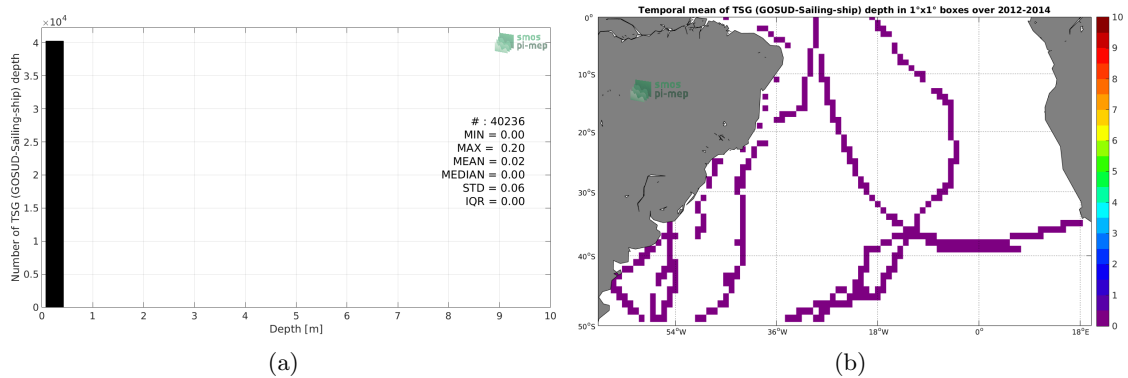 ×10⁴
4
3.5
3
2.5
2
1.5
1
0.5
0
Number of TSG (GOSUD-Sailing-ship) depth
smos
pi-mep
# : 40236
MIN = 0.00
MAX = 0.20
MEAN = 0.02
MEDIAN = 0.00
STD = 0.06
IQR = 0.00
0 1 2 3 4 5 6 7 8 9 10
Depth [m]
(a)
Temporal mean of TSG (GOSUD-Sailing-ship) depth in 1°x1° boxes over 2012-2014
0°
10°S
20°S
30°S
40°S
50°S
smos
pi-mep
54°W 36°W 18°W 0° 18°E
10
9
8
7
6
5
4
3
2
1
0
(b)